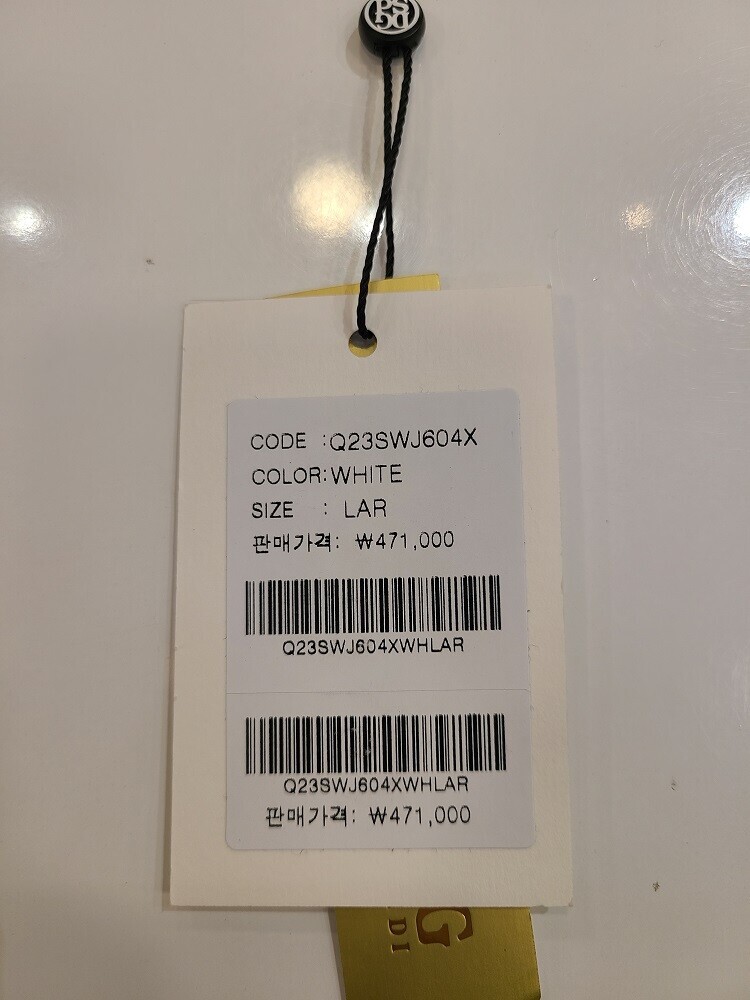 CODE :Q23SWJ604X
COLOR:WHITE
SIZE : LAR
판매가격: ₩471,000
Q23SWJ604XWHLAR
Q23SWJ604XWHLAR
판매가격: ₩471,000
G
DI